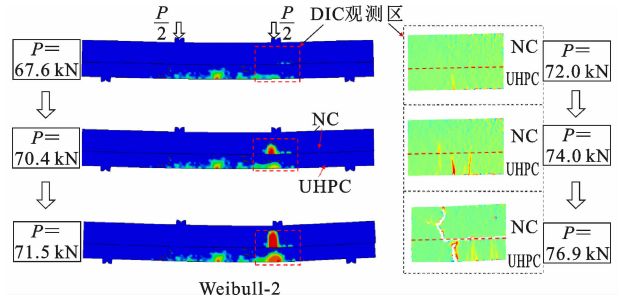 P/2
P/2
DIC观测区
P=
67.6 kN
NC
UHPC
72.0 kN
P=
70.4 kN
NC
UHPC
NC
UHPC
74.0 kN
P=
71.5 kN
NC
UHPC
76.9 kN
Weibull-2